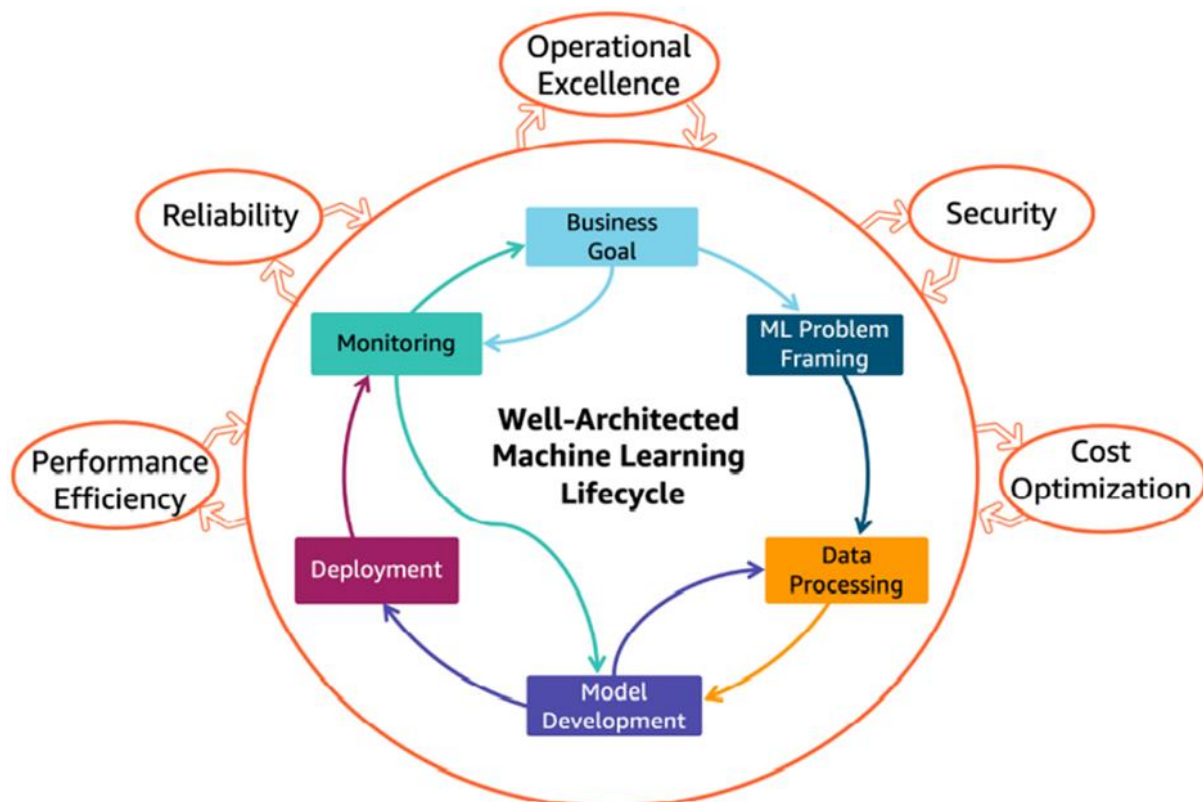 Operational
Excellence
Reliability
Security
Business
Goal
Monitoring
ML Problem
Framing
Well-Architected
Machine Learning
Lifecycle
Performance
Efficiency
Cost
Optimization
Deployment
Data
Processing
Model
Development